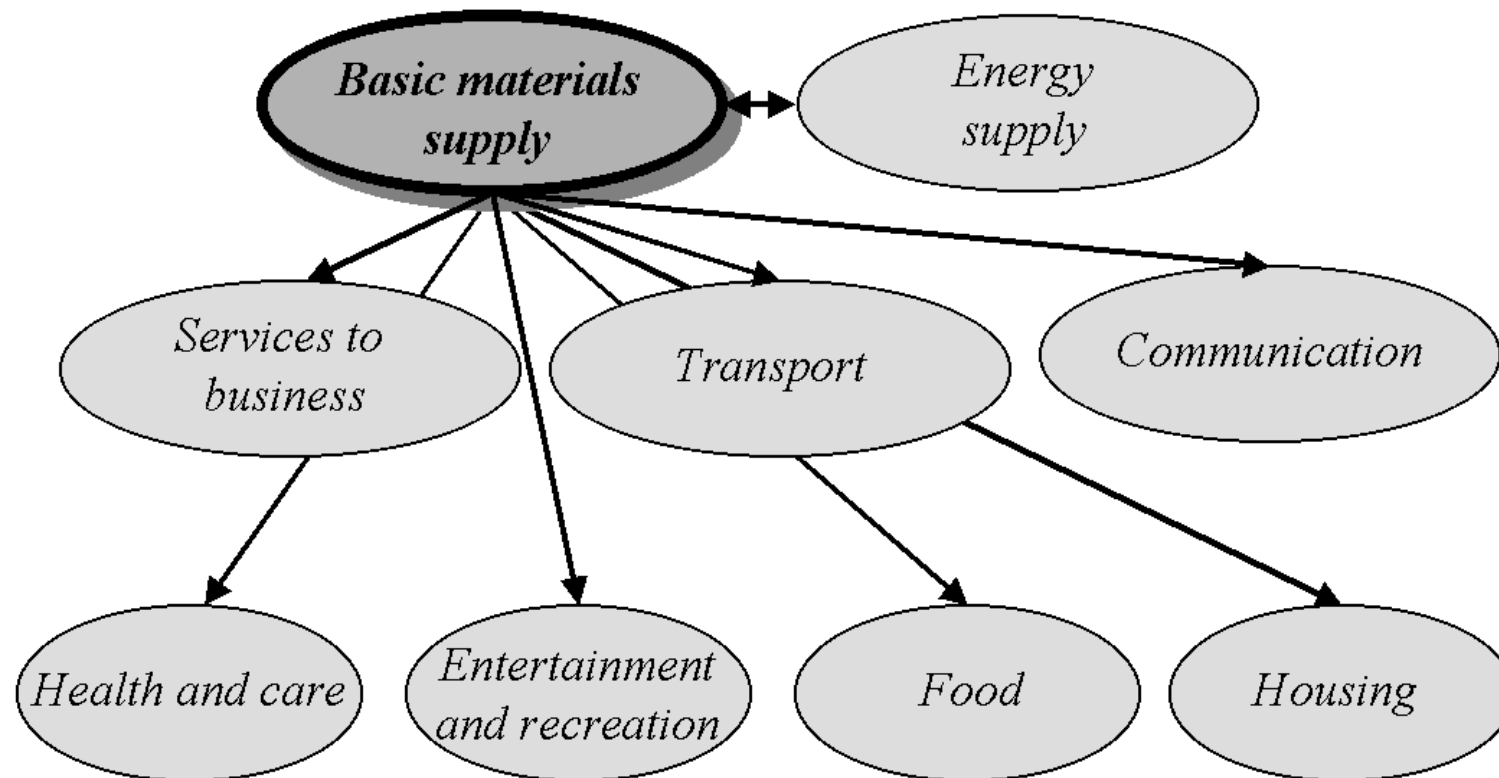 Basic materials
supply
Energy
supply
Services to
business
Transport
Communication
Health and care
Entertainment
and recreation
Food
Housing